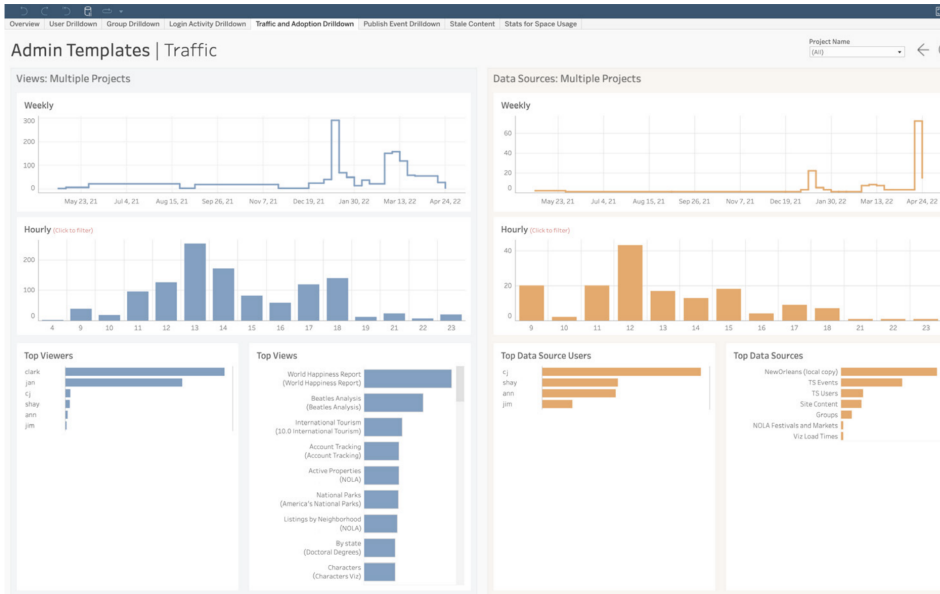 Overview User Drilldown Group Drilldown Login Activity Drilldown Traffic and Adoption Drilldown Publish Event Drilldown Stale Content Stats for Space Usage
Admin Templates | Traffic
Project Name
(All)
Views: Multiple Projects
Weekly
300
200
100
0
May 23, 21 Jul 4, 21 Aug 15, 21 Sep 26, 21 Nov 7, 21 Dec 19, 21 Jan 30, 22 Mar 13, 22 Apr 24, 22
Hourly (Click to filter)
200
100
0
4 9 10 11 12 13 14 15 16 17 18 19 21 22 23
Top Viewers
clark
jan
cj
shay
ann
jim
Top Views
World Happiness Report
(World Happiness Report)
Beatles Analysis
(Beatles Analysis)
International Tourism
(10.0 International Tourism)
Account Tracking
(Account Tracking)
Active Properties
(NOLA)
National Parks
(America's National Parks)
Listings by Neighborhood
(NOLA)
By state
(Doctoral Degrees)
Characters
(Characters Viz)
Data Sources: Multiple Projects
Weekly
60
40
20
0
May 23, 21 Jul 4, 21 Aug 15, 21 Sep 26, 21 Nov 7, 21 Dec 19, 21 Jan 30, 22 Mar 13, 22 Apr 24, 22
Hourly (Click to filter)
40
20
0
9 10 11 12 13 14 15 16 17 18 21 22 23
Top Data Source Users
cj
shay
ann
jim
Top Data Sources
NewOrleans (local copy)
TS Events
TS Users
Site Content
Groups
NOLA Festivals and Markets
Viz Load Times